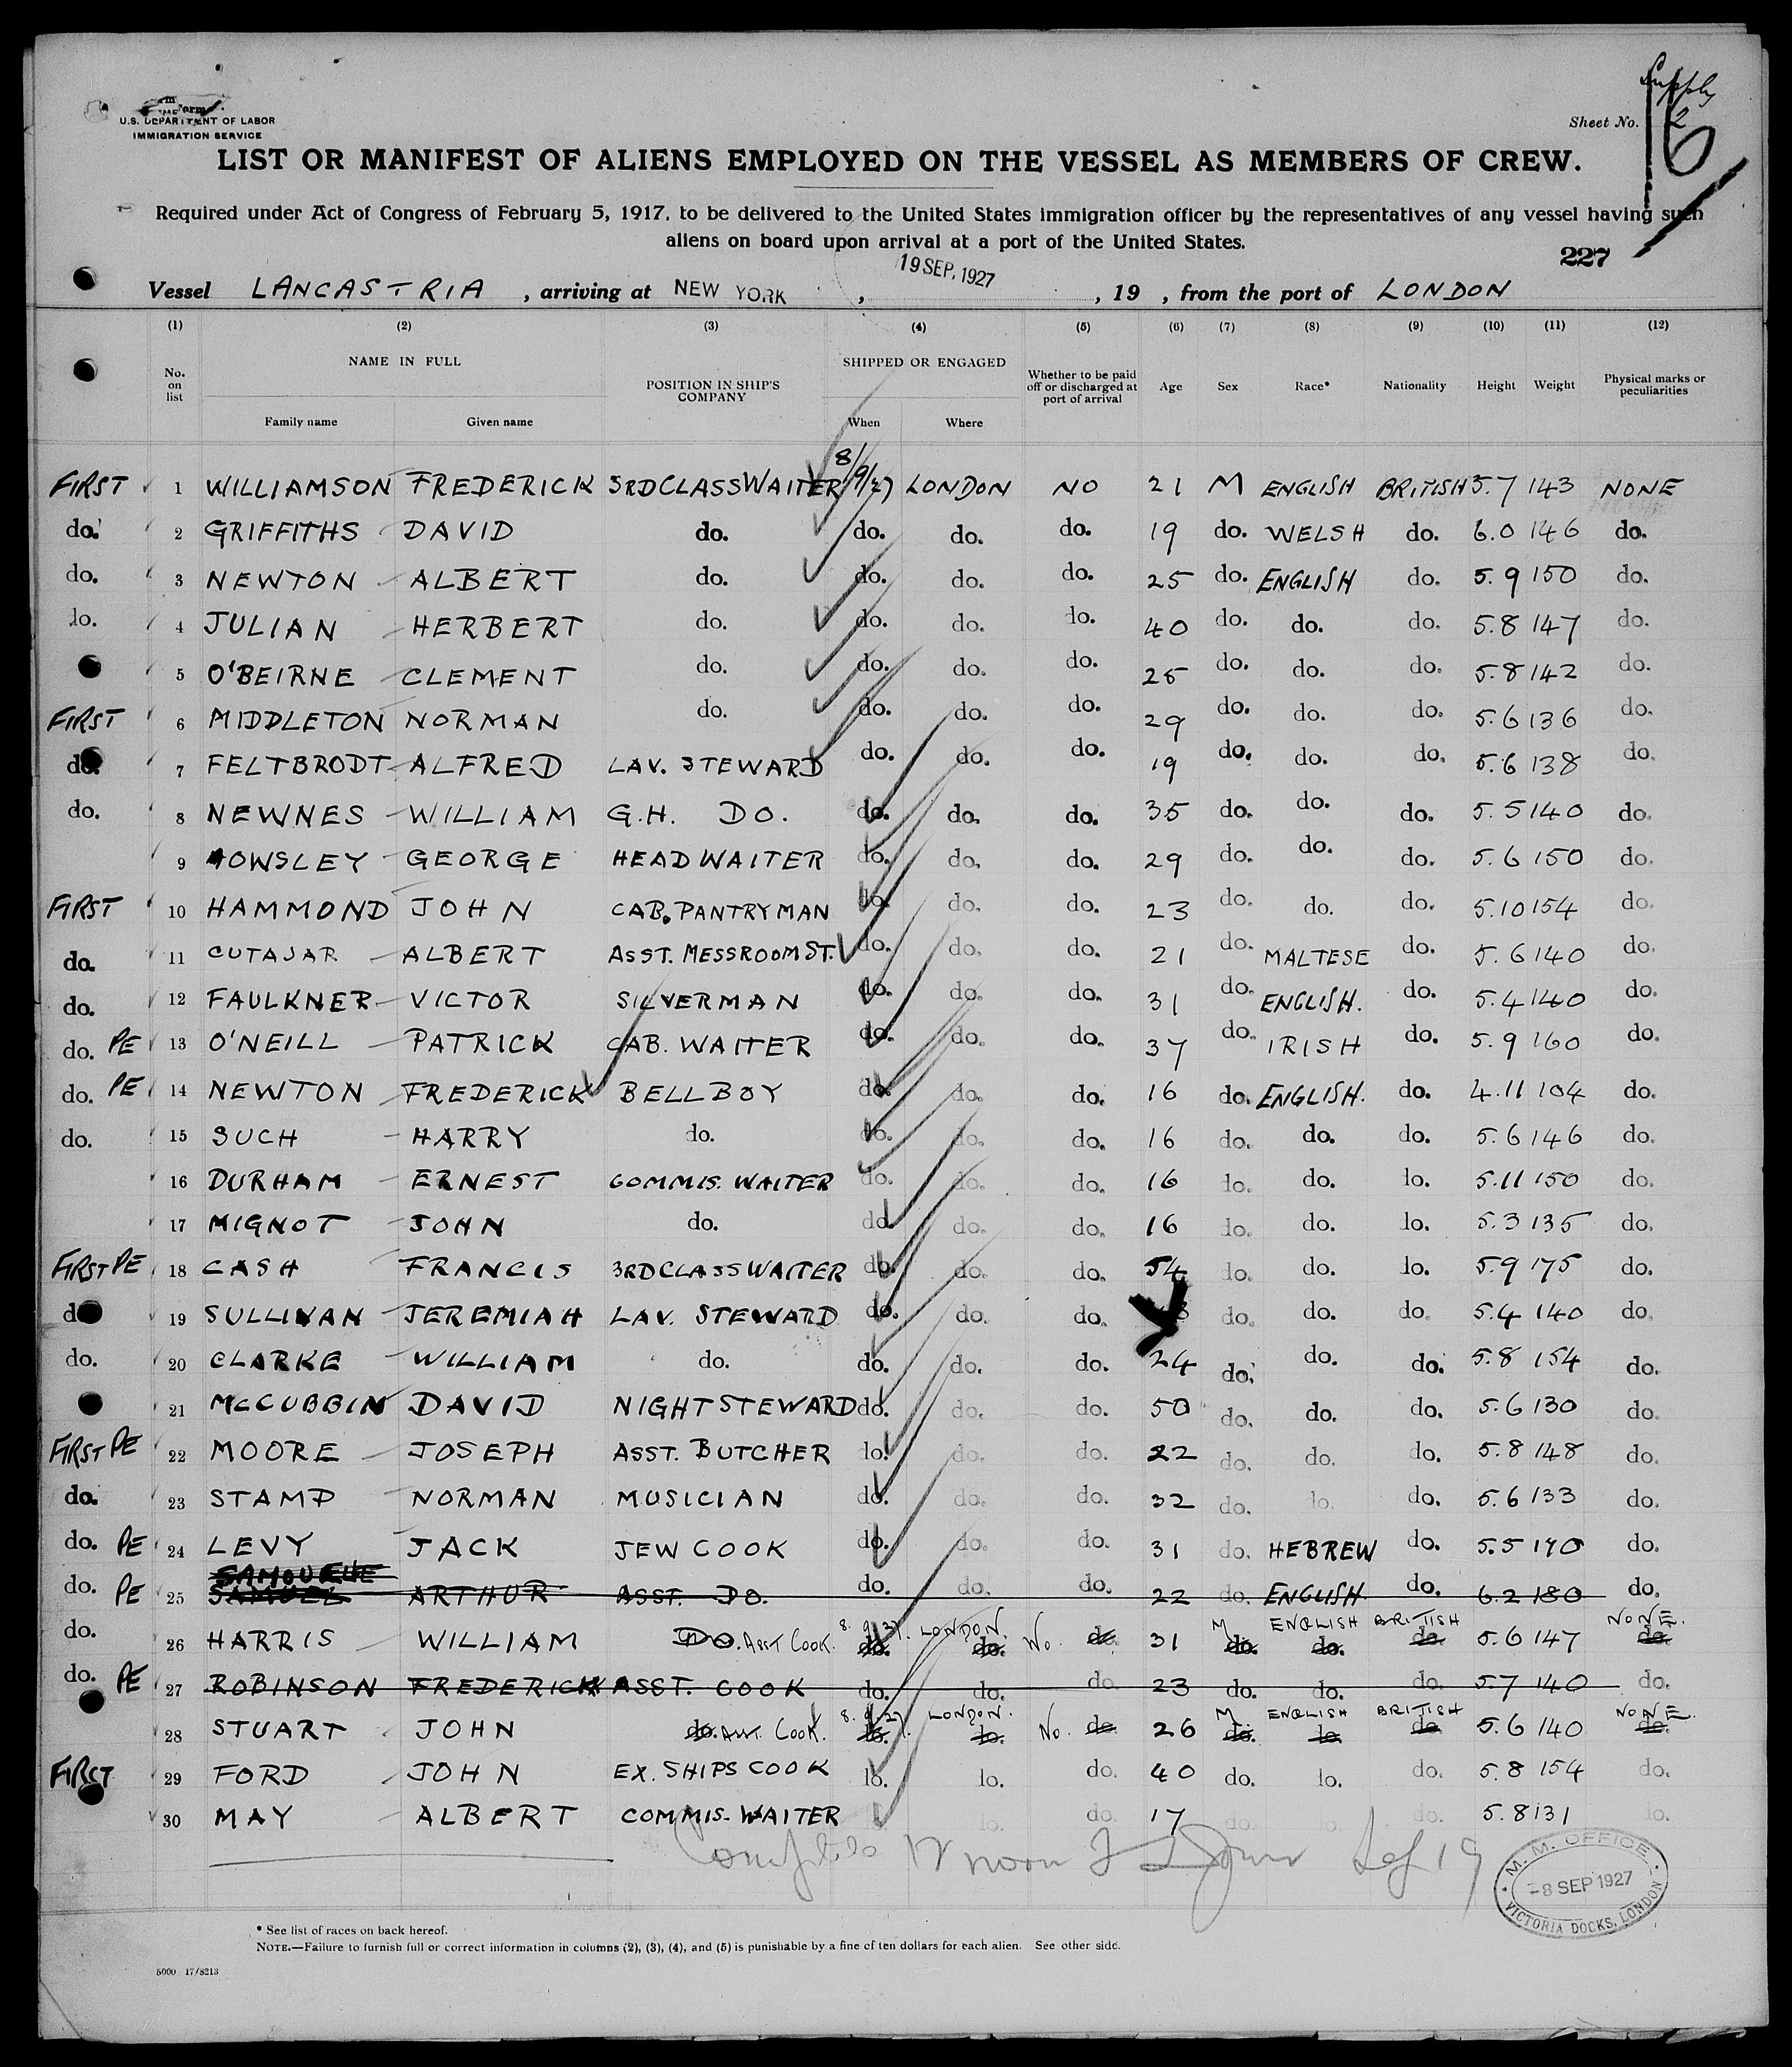 U.S. DEPARTMENT OF LABOR
IMMIGRATION SERVICE
Supply
Sheet No. 2
16
LIST OR MANIFEST OF ALIENS EMPLOYED ON THE VESSEL AS MEMBERS OF CREW.
Required under Act of Congress of February 5, 1917, to be delivered to the United States immigration officer by the representatives of any vessel having such
aliens on board upon arrival at a port of the United States.
227
19 SEP. 1927
Vessel LANCASTRIA , arriving at NEW YORK , , 19 , from the port of LONDON
(1) (2) (3) (4) (5) (6) (7) (8) (9) (10) (11) (12)
No. on list NAME IN FULL POSITION IN SHIP'S COMPANY SHIPPED OR ENGAGED Whether to be paid off or discharged at port of arrival Age Sex Race* Nationality Height Weight Physical marks or peculiarities
Family name Given name When Where
FIRST 1 WILLIAMSON FREDERICK 3RD CLASS WAITER 8/9/27 LONDON NO 21 M ENGLISH BRITISH 5.7 143 NONE
do. 2 GRIFFITHS DAVID do. do. do. do. 19 do. WELSH do. 6.0 146 do.
do. 3 NEWTON ALBERT do. do. do. do. 25 do. ENGLISH do. 5.9 150 do.
do. 4 JULIAN HERBERT do. do. do. do. 40 do. do. do. 5.8 147 do.
5 O'BEIRNE CLEMENT do. do. do. do. 25 do. do. do. 5.8 142 do.
FIRST 6 MIDDLETON NORMAN do. do. do. do. 29 do. do. do. 5.6 136 do.
do. 7 FELTBRODT ALFRED LAV. STEWARD do. do. do. 19 do. do. do. 5.6 138 do.
do. 8 NEWNES WILLIAM G.H. DO. do. do. do. 35 do. do. do. 5.5 140 do.
9 HOWSLEY GEORGE HEAD WAITER do. do. do. 29 do. do. do. 5.6 150 do.
FIRST 10 HAMMOND JOHN CAB. PANTRYMAN do. do. do. 23 do. do. do. 5.10 154 do.
do. 11 CUTAJAR ALBERT ASST. MESSROOM ST. do. do. do. 21 do. MALTESE do. 5.6 140 do.
do. 12 FAULKNER VICTOR SILVERMAN do. do. do. 31 do. ENGLISH. do. 5.4 140 do.
do. PE 13 O'NEILL PATRICK CAB. WAITER do. do. do. 37 do. IRISH do. 5.9 160 do.
do. PE 14 NEWTON FREDERICK BELL BOY do. do. do. 16 do. ENGLISH. do. 4.11 104 do.
do. 15 SUCH HARRY do. do. do. do. 16 do. do. do. 5.6 146 do.
16 DURHAM ERNEST COMMIS. WAITER do. do. do. 16 do. do. do. 5.11 150 do.
17 MIGNOT JOHN do. do. do. do. 16 do. do. do. 5.3 135 do.
FIRST PE 18 CASH FRANCIS 3RD CLASS WAITER do. do. do. 54 do. do. do. 5.9 175 do.
do. 19 SULLIVAN JEREMIAH LAV. STEWARD do. do. do. do. do. do. 5.4 140 do.
do. 20 CLARKE WILLIAM do. do. do. do. 24 do. do. do. 5.8 154 do.
21 McCUBBIN DAVID NIGHT STEWARD do. do. do. 50 do. do. do. 5.6 130 do.
FIRST PE 22 MOORE JOSEPH ASST. BUTCHER do. do. do. 22 do. do. do. 5.8 148 do.
do. 23 STAMP NORMAN MUSICIAN do. do. do. 32 do. do. do. 5.6 133 do.
do. PE 24 LEVY JACK JEW COOK do. do. do. 31 do. HEBREW do. 5.5 190 do.
SAMOUELLE
do. PE 25 SAMUEL ARTHUR ASST. DO. do. do. do. 22 do. ENGLISH. do. 6.2 180 do.
8.9.27. LONDON. M ENGLISH BRITISH NONE.
do. 26 HARRIS WILLIAM DO. Asst Cook. do. do. No. do. 31 do. do. do. 5.6 147 do.
do. PE 27 ROBINSON FREDERICK ASST. COOK do. do. do. 23 do. do. do. 5.7 140 do.
8.9.27. LONDON. M. ENGLISH BRITISH NONE.
28 STUART JOHN do. Asst. Cook. do. do. No. do. 26 do. do. do. 5.6 140 do.
FIRST 29 FORD JOHN EX. SHIPS COOK do. do. do. 40 do. do. do. 5.8 154 do.
30 MAY ALBERT COMMIS. WAITER do. do. 17 do. do. do. 5.8 131 do.
Complete 12 noon Sep 19
M. M. OFFICE
-8 SEP 1927
VICTORIA DOCKS, LONDON
* See list of races on back hereof.
NOTE.—Failure to furnish full or correct information in columns (2), (3), (4), and (5) is punishable by a fine of ten dollars for each alien. See other side.
5000 17/8213